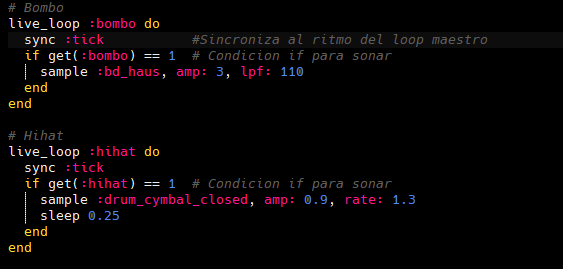 # Bombo
live_loop :bombo do
  sync :tick           #Sincroniza al ritmo del loop maestro
  if get(:bombo) == 1  # Condicion if para sonar
    sample :bd_haus, amp: 3, lpf: 110
  end
end

# Hihat
live_loop :hihat do
  sync :tick
  if get(:hihat) == 1  # Condicion if para sonar
    sample :drum_cymbal_closed, amp: 0.9, rate: 1.3
    sleep 0.25
  end
end